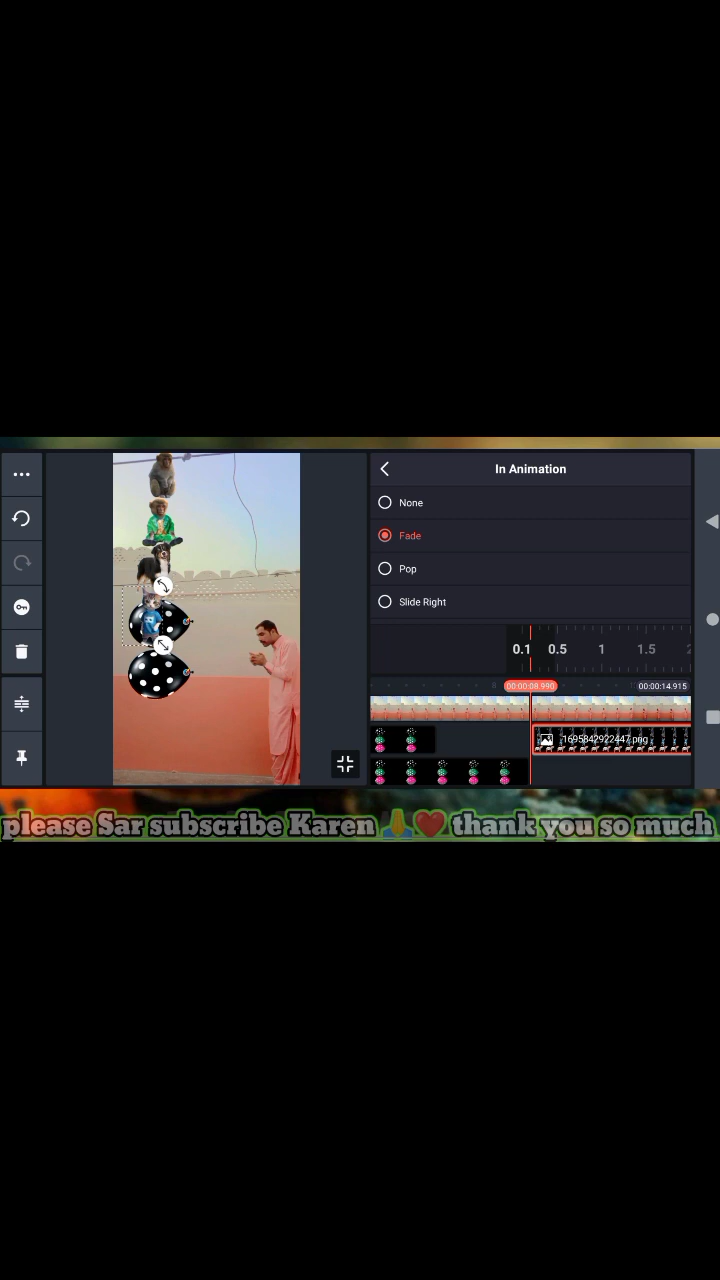 In Animation
None
Fade
Pop
Slide Right
0.1 0.5 1 1.5 2
00:00:08.990 00:00:14.915
1695842922447.png
please Sar subscribe Karen 🙏❤️ thank you so much